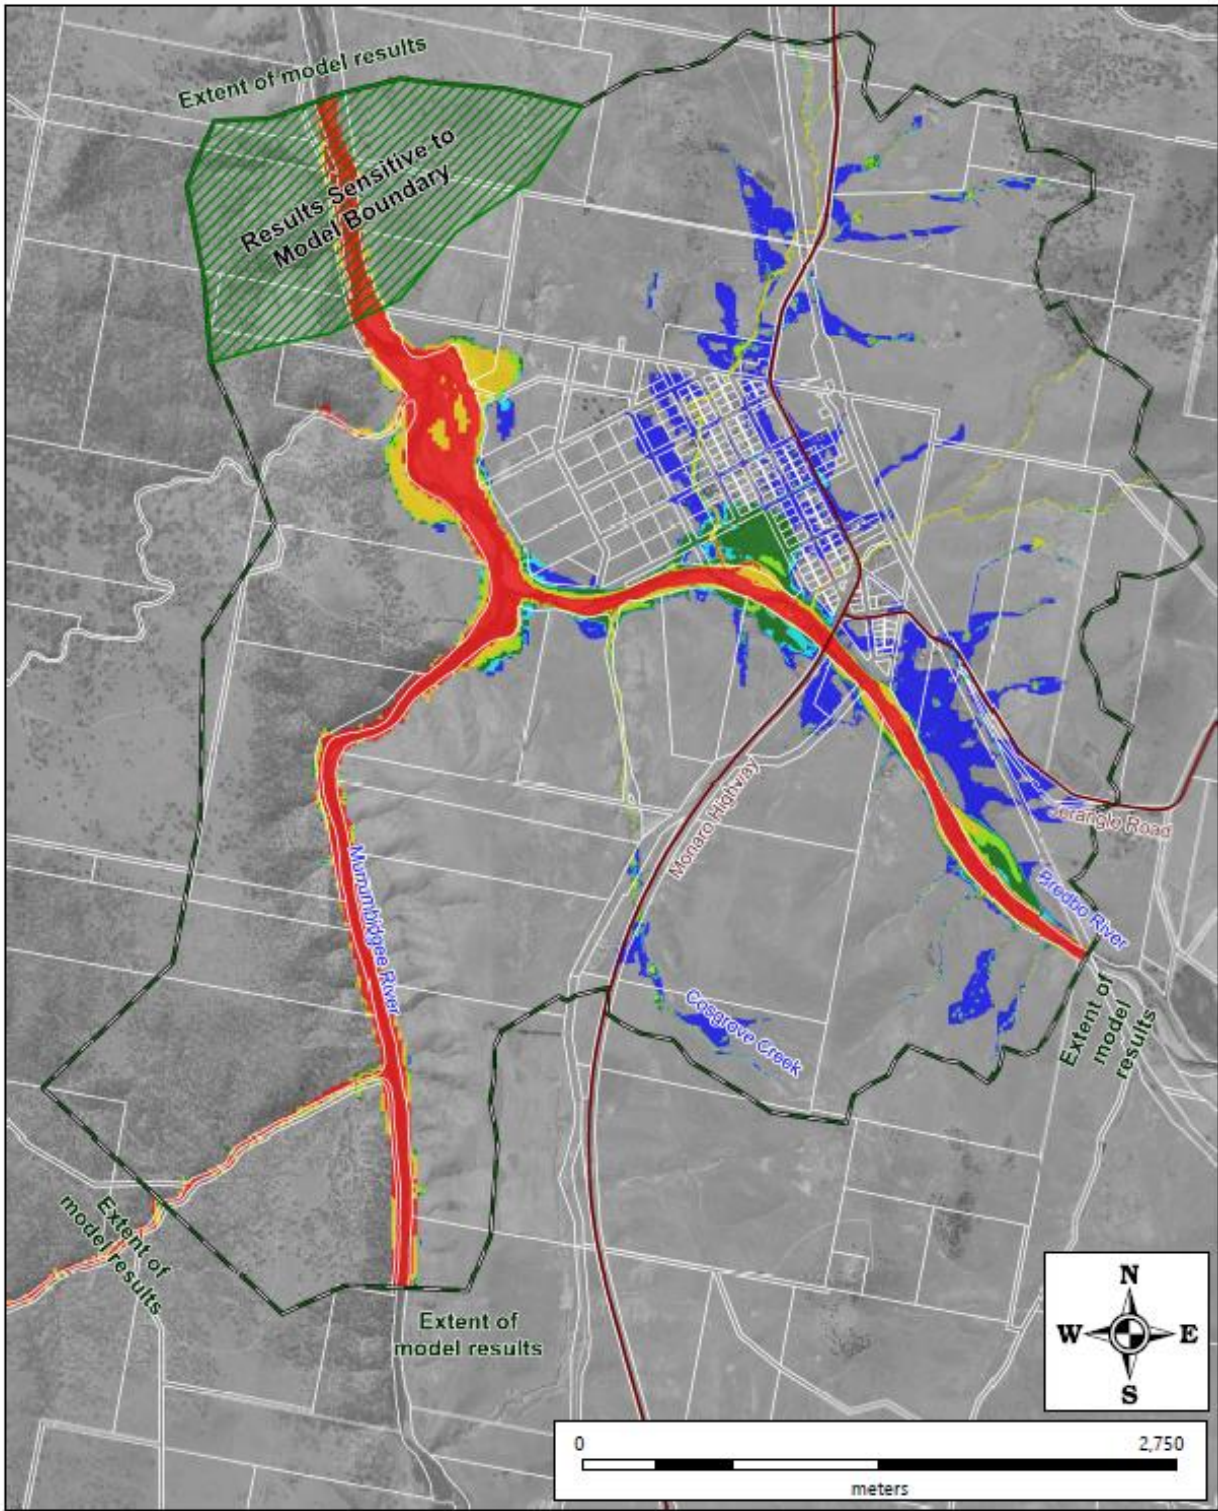 Extent of model results
Results Sensitive to
Model Boundary
Monaro Highway
Jerangle Road
Murrumbidgee River
Bredbo River
Cosgrove Creek
Extent of
model
results
Extent of
model results
Extent of
model results
N
W
E
S
0
2,750
meters